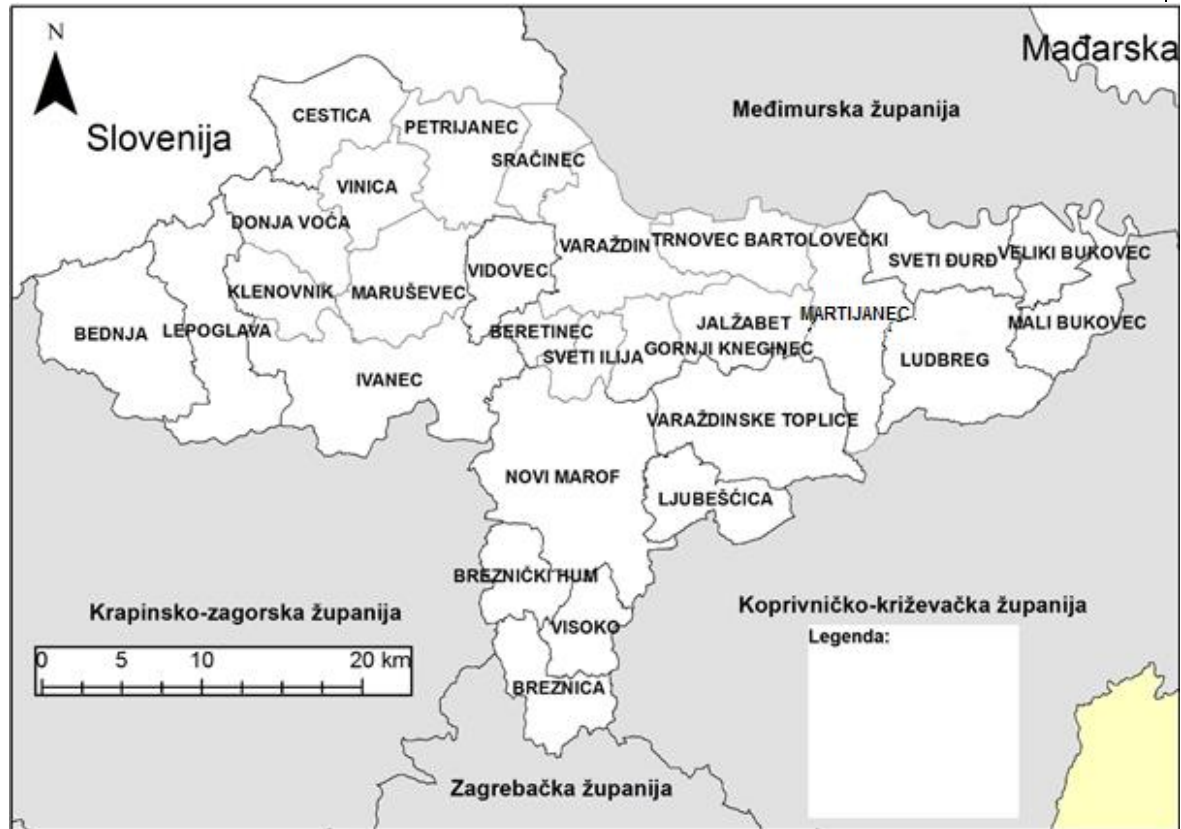 N
Mađarska
Međimurska županija
Slovenija
CESTICA
PETRIJANEC
SRAČINEC
VINICA
DONJA VOĆA
VARAŽDIN
TRNOVEC BARTOLOVEČKI
SVETI ĐURĐ
VELIKI BUKOVEC
VIDOVEC
KLENOVNIK
MARUŠEVEC
BEDNJA
LEPOGLAVA
BERETINEC
JALŽABET
MARTIJANEC
MALI BUKOVEC
SVETI ILIJA
GORNJI KNEGINEC
LUDBREG
IVANEC
VARAŽDINSKE TOPLICE
NOVI MAROF
LJUBEŠĆICA
BREZNIČKI HUM
Krapinsko-zagorska županija
Koprivničko-križevačka županija
VISOKO
Legenda:
0 5 10 20 km
BREZNICA
Zagrebačka županija